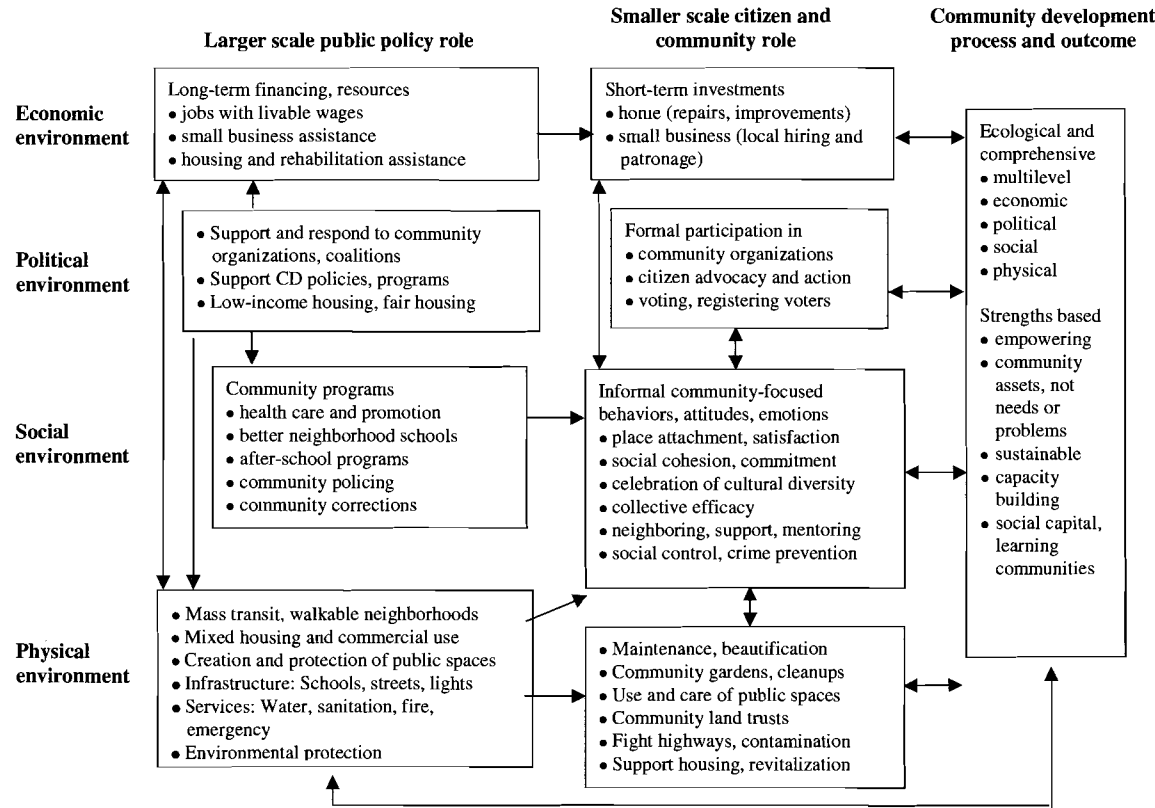 Larger scale public policy role
Smaller scale citizen and
community role
Community development
process and outcome
Economic
environment
Long-term financing, resources
• jobs with livable wages
• small business assistance
• housing and rehabilitation assistance
Short-term investments
• home (repairs, improvements)
• small business (local hiring and
patronage)
Political
environment
• Support and respond to community
organizations, coalitions
• Support CD policies, programs
• Low-income housing, fair housing
Formal participation in
• community organizations
• citizen advocacy and action
• voting, registering voters
Social
environment
Community programs
• health care and promotion
• better neighborhood schools
• after-school programs
• community policing
• community corrections
Informal community-focused
behaviors, attitudes, emotions
• place attachment, satisfaction
• social cohesion, commitment
• celebration of cultural diversity
• collective efficacy
• neighboring, support, mentoring
• social control, crime prevention
Physical
environment
• Mass transit, walkable neighborhoods
• Mixed housing and commercial use
• Creation and protection of public spaces
• Infrastructure: Schools, streets, lights
• Services: Water, sanitation, fire,
emergency
• Environmental protection
• Maintenance, beautification
• Community gardens, cleanups
• Use and care of public spaces
• Community land trusts
• Fight highways, contamination
• Support housing, revitalization
Ecological and
comprehensive
• multilevel
• economic
• political
• social
• physical
Strengths based
• empowering
• community
assets, not
needs or
problems
• sustainable
• capacity
building
• social capital,
learning
communities